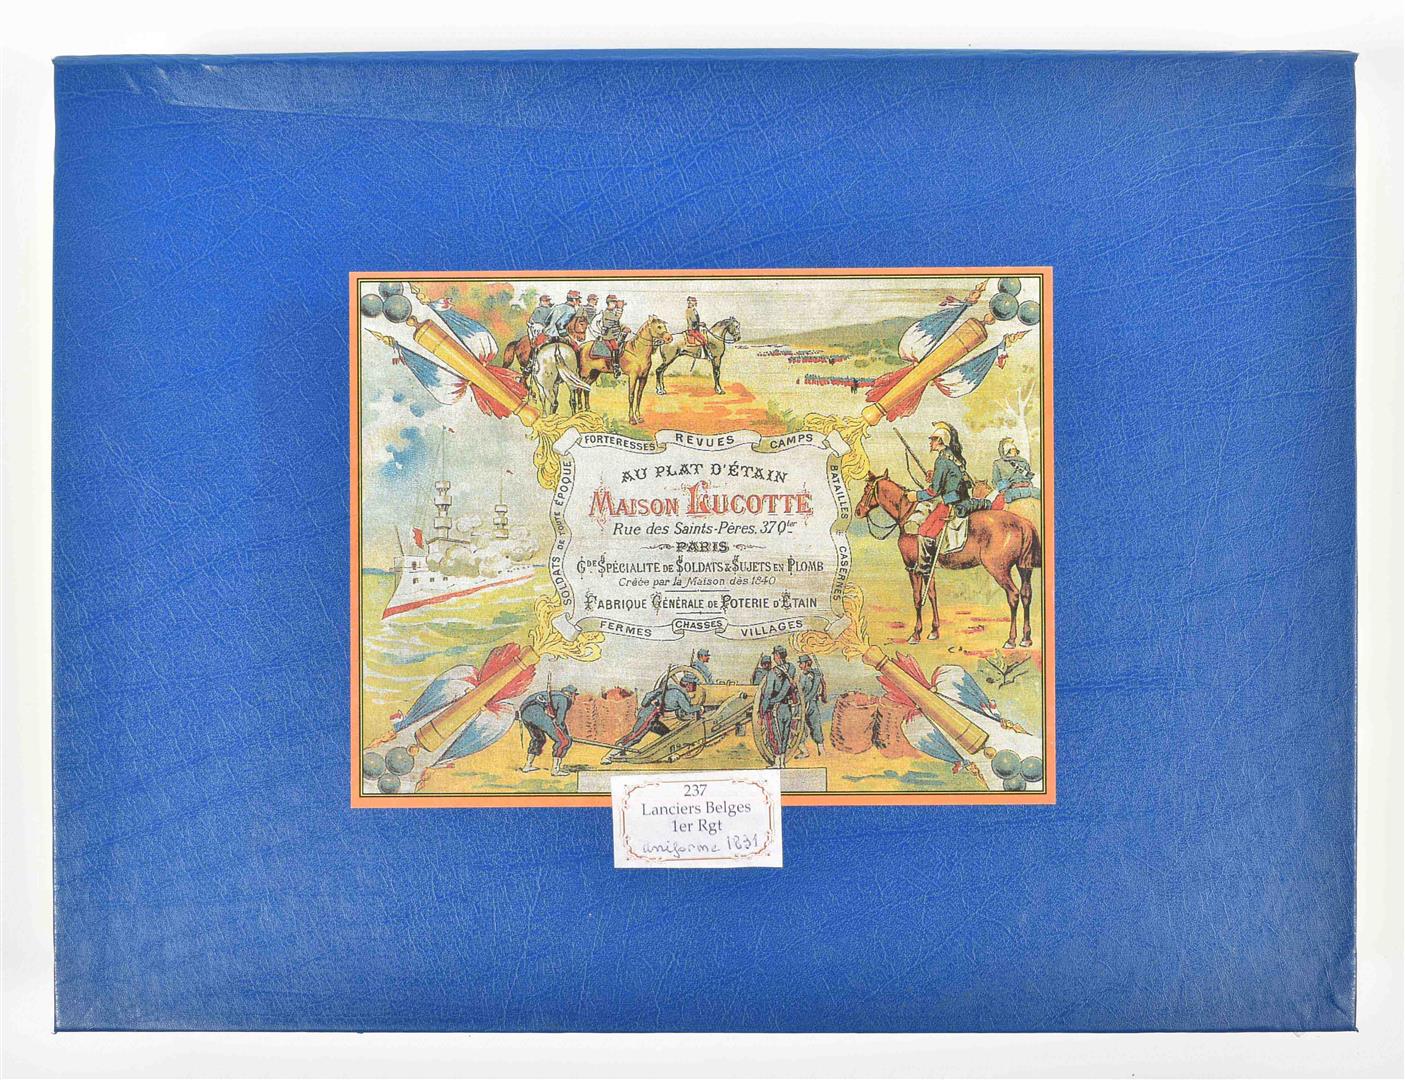 FORTERESSES REVUES CAMPS
SOLDATS DE TOUTE ÉPOQUE
BATAILLES CASERNES
AU PLAT D'ÉTAIN
MAISON LUCOTTE
Rue des Saints-Pères, 37 Qter
PARIS
Gde SPÉCIALITÉ DE SOLDATS & SUJETS EN PLOMB
Créée par la Maison dès 1840
FABRIQUE GÉNÉRALE DE POTERIE D'ÉTAIN
FERMES CHASSES VILLAGES
237
Lanciers Belges
1er Rgt
uniforme 1831